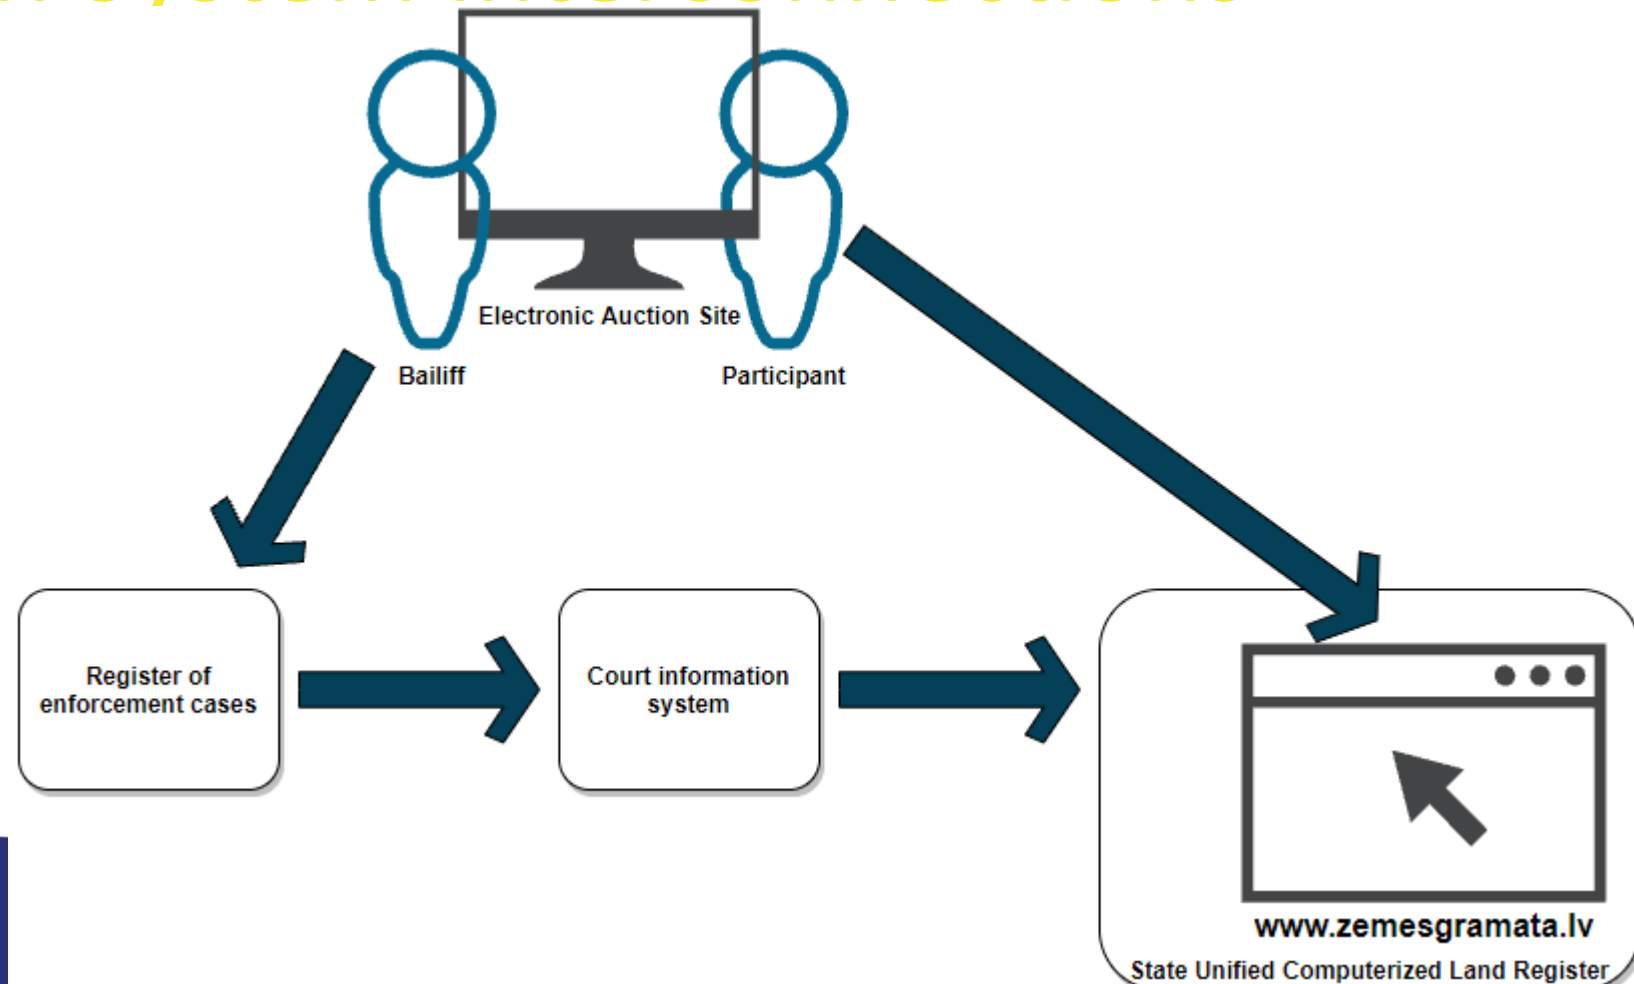 Electronic Auction Site
Bailiff
Participant
Register of
enforcement cases
Court information
system
www.zemesgramata.lv
State Unified Computerized Land Register